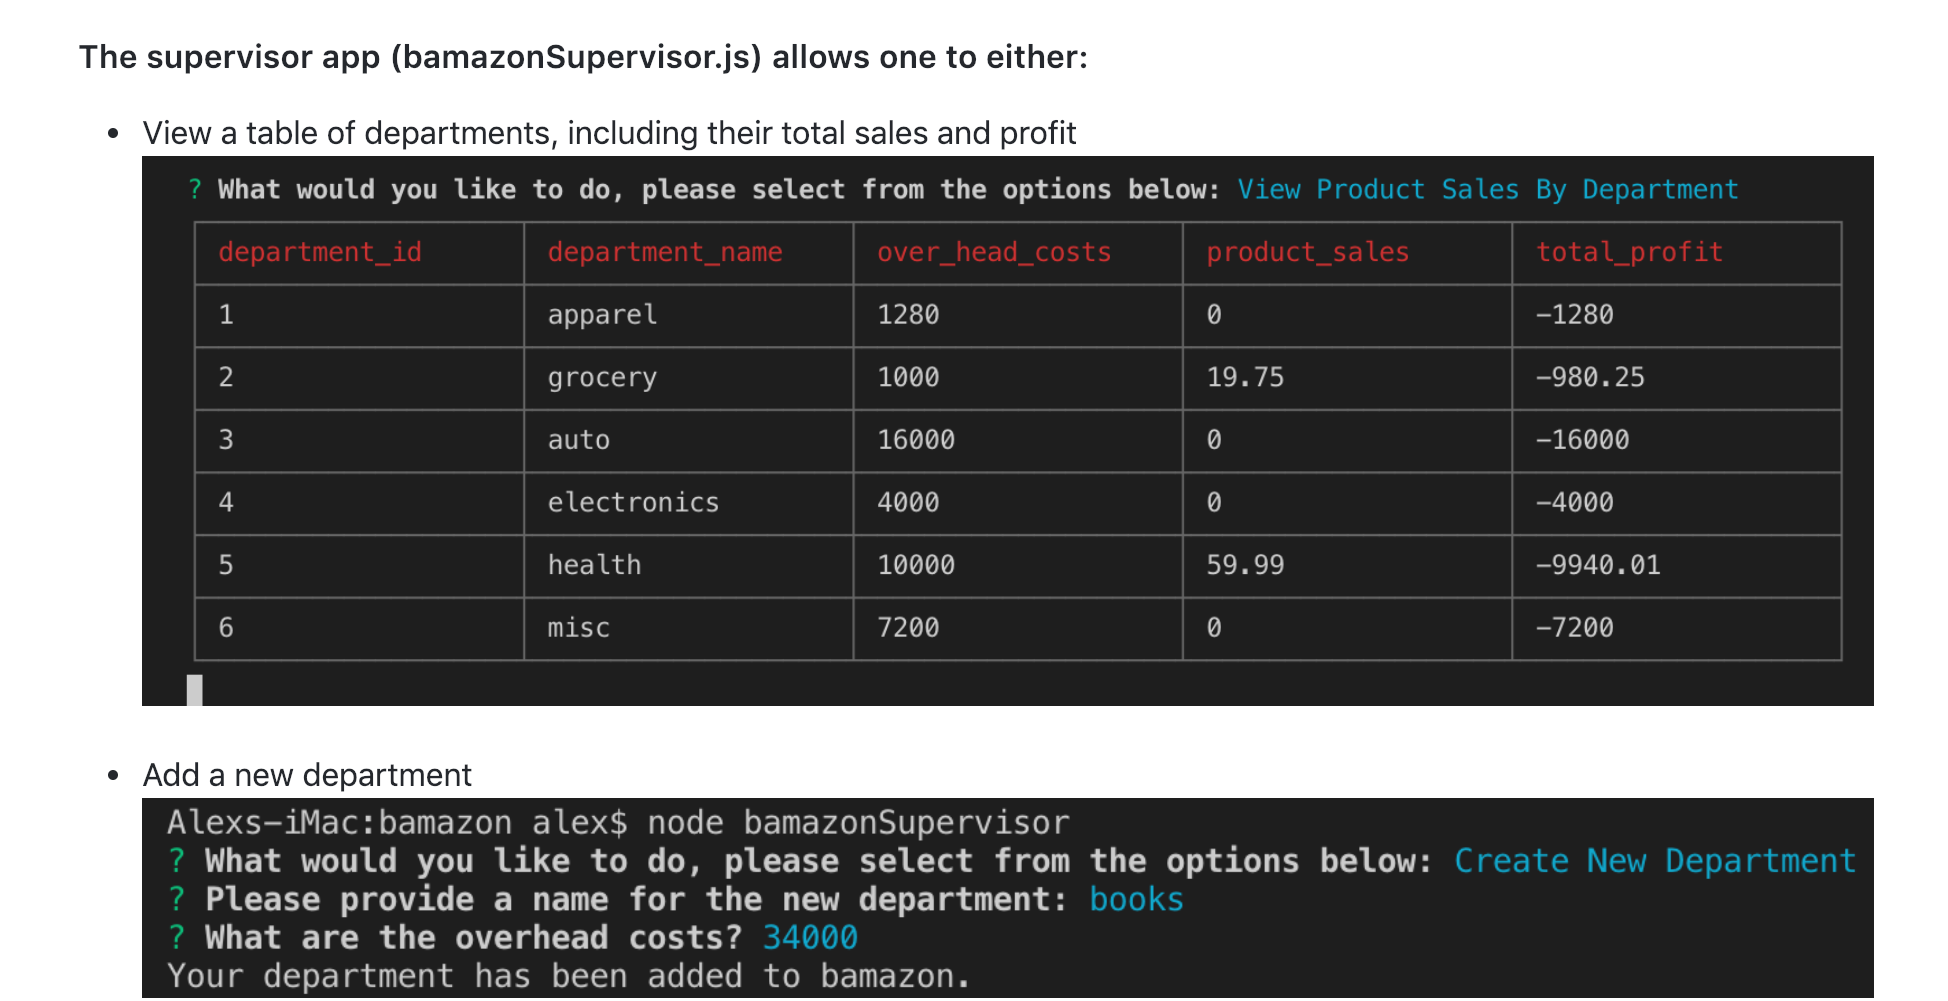 The supervisor app (bamazonSupervisor.js) allows one to either:
• View a table of departments, including their total sales and profit
? What would you like to do, please select from the options below: View Product Sales By Department
department_id department_name over_head_costs product_sales total_profit
1 apparel 1280 0 −1280
2 grocery 1000 19.75 −980.25
3 auto 16000 0 −16000
4 electronics 4000 0 −4000
5 health 10000 59.99 −9940.01
6 misc 7200 0 −7200
• Add a new department
Alexs−iMac:bamazon alex$ node bamazonSupervisor
? What would you like to do, please select from the options below: Create New Department
? Please provide a name for the new department: books
? What are the overhead costs? 34000
Your department has been added to bamazon.